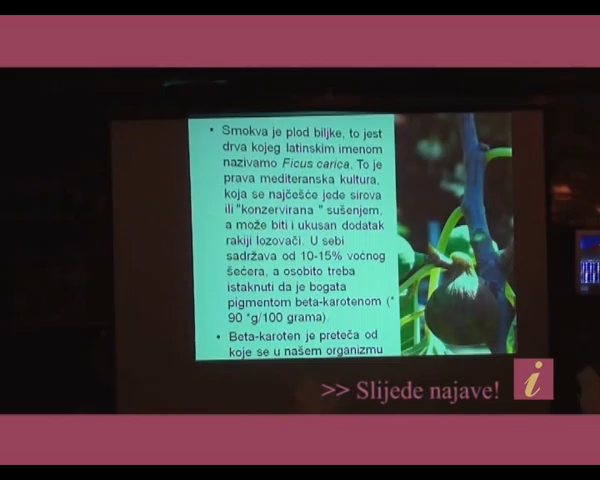 • Smokva je plod biljke, to jest
drva kojeg latinskim imenom
nazivamo Ficus carica. To je
prava mediteranska kultura,
koja se najčešće jede sirova
ili "konzervirana " sušenjem,
a može biti i ukusan dodatak
rakiji lozovači. U sebi
sadržava od 10-15% voćnog
šećera, a osobito treba
istaknuti da je bogata
pigmentom beta-karotenom (*
90 *g/100 grama).
• Beta-karoten je preteča od
koje se u našem organizmu
>> Slijede najave!
i